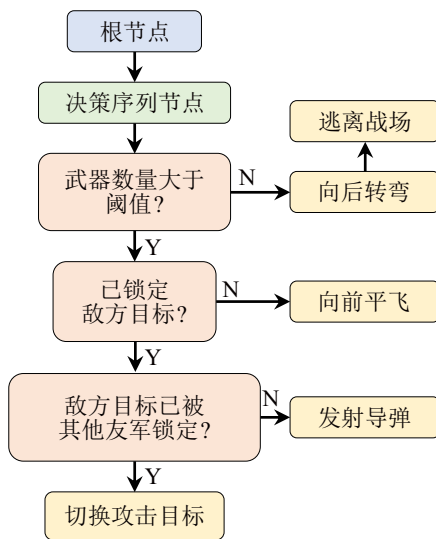 根节点
决策序列节点
逃离战场
武器数量大于
阈值?
N
向后转弯
Y
已锁定
敌方目标?
N
向前平飞
Y
敌方目标已被
其他友军锁定?
N
发射导弹
Y
切换攻击目标